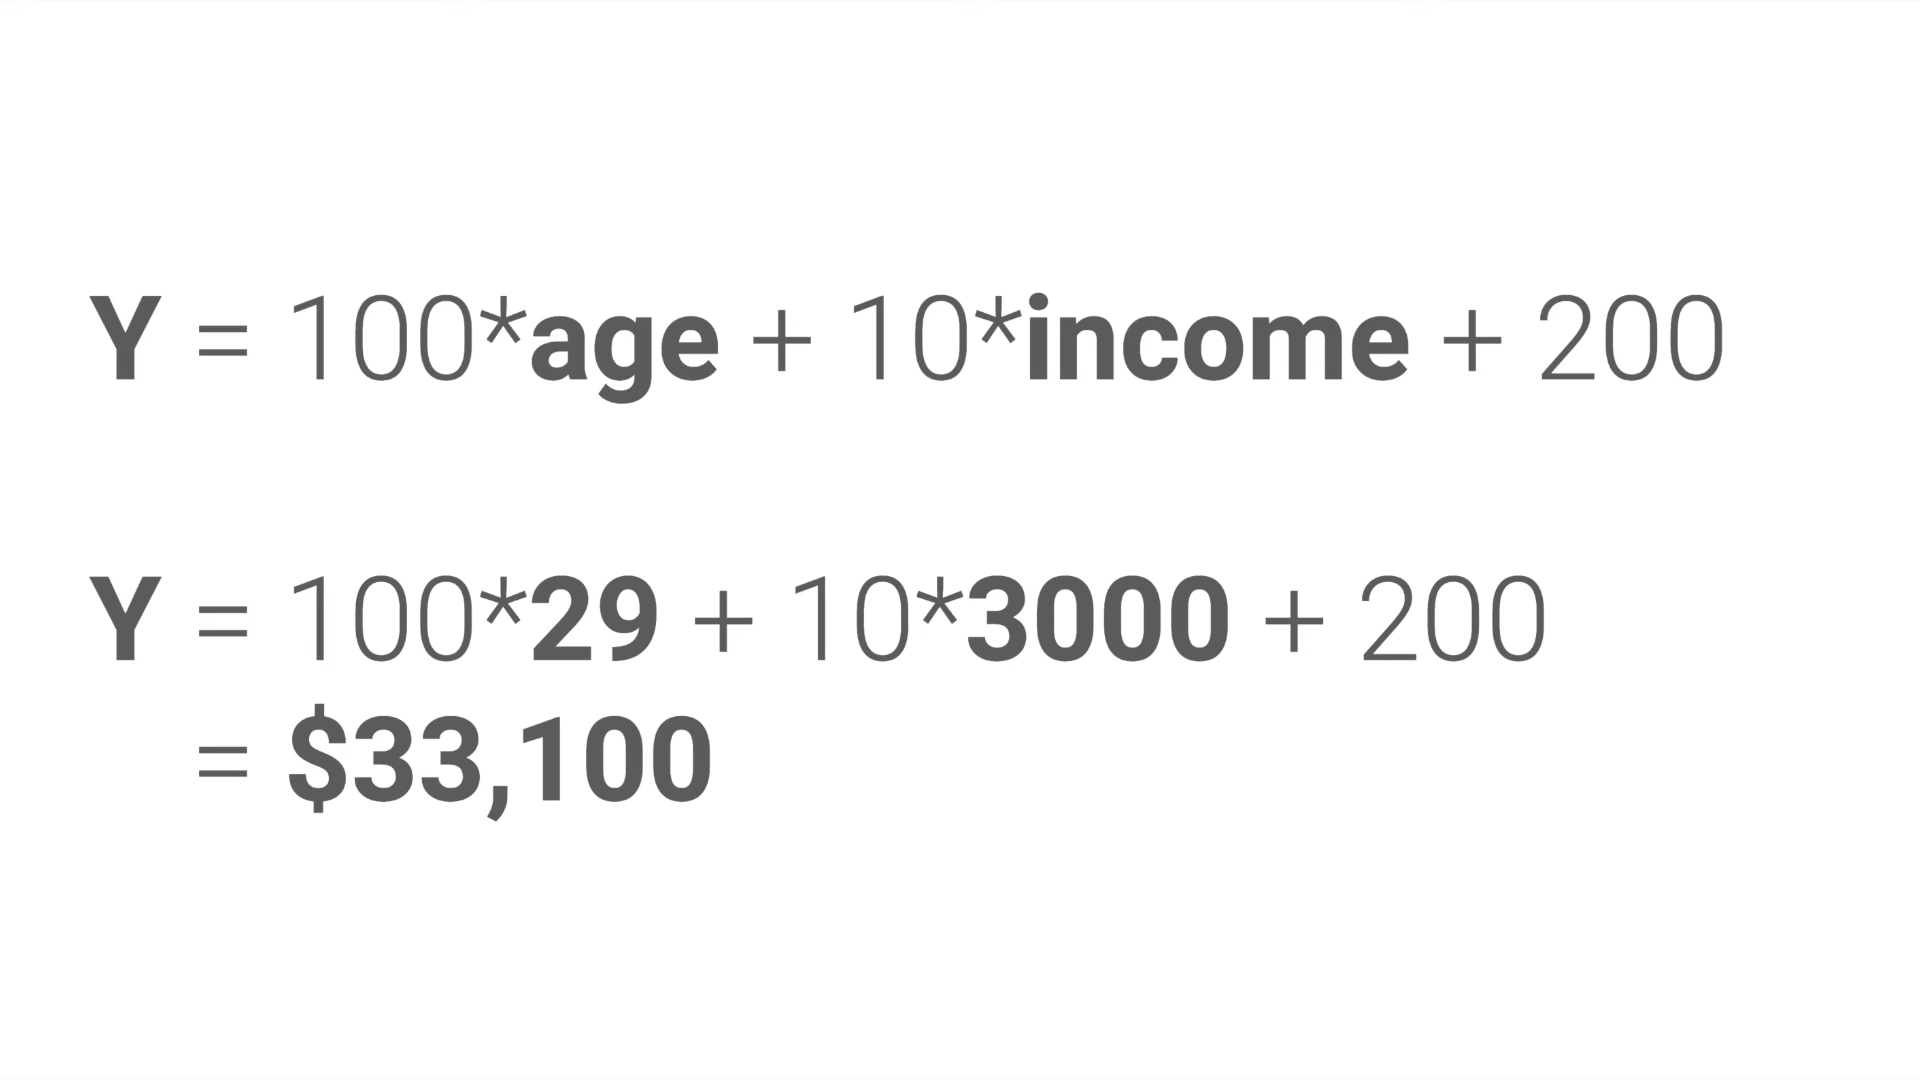 Y = 100*age + 10*income + 200
Y = 100*29 + 10*3000 + 200
= $33,100